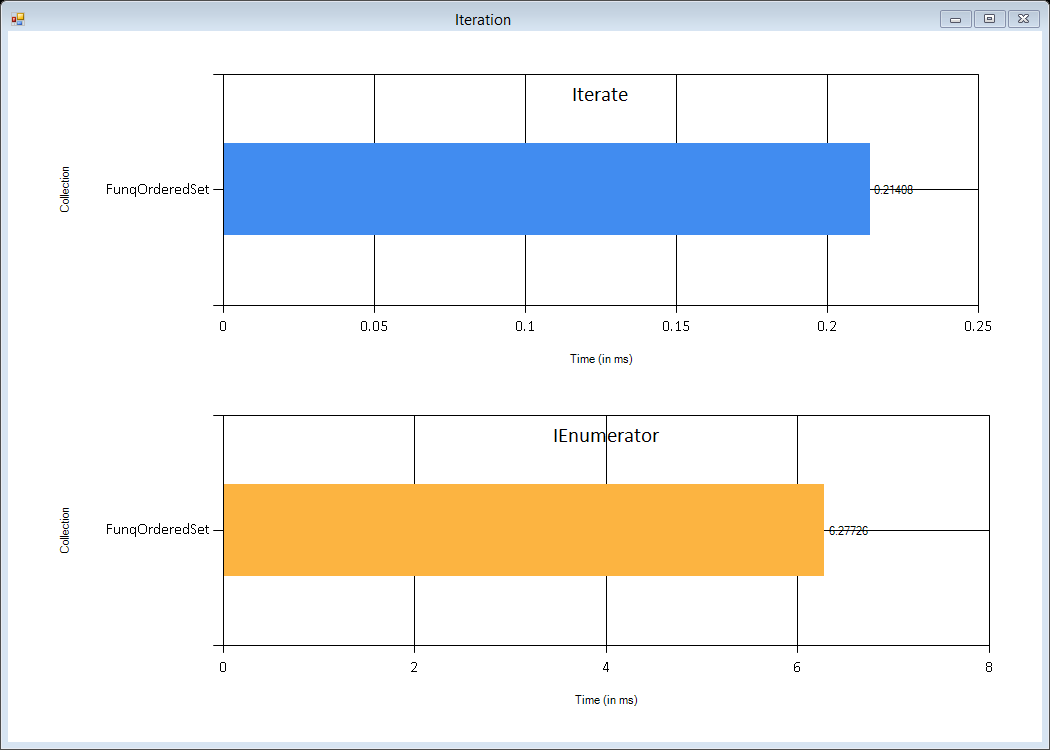 Iteration
Iterate
Collection
FunqOrderedSet
0.21408
0 0.05 0.1 0.15 0.2 0.25
Time (in ms)
IEnumerator
Collection
FunqOrderedSet
6.27726
0 2 4 6 8
Time (in ms)